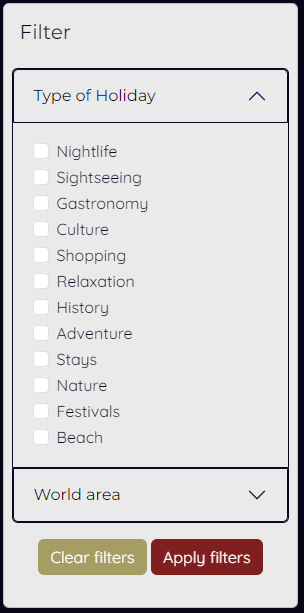 Filter
Type of Holiday
Nightlife
Sightseeing
Gastronomy
Culture
Shopping
Relaxation
History
Adventure
Stays
Nature
Festivals
Beach
World area
Clear filters Apply filters